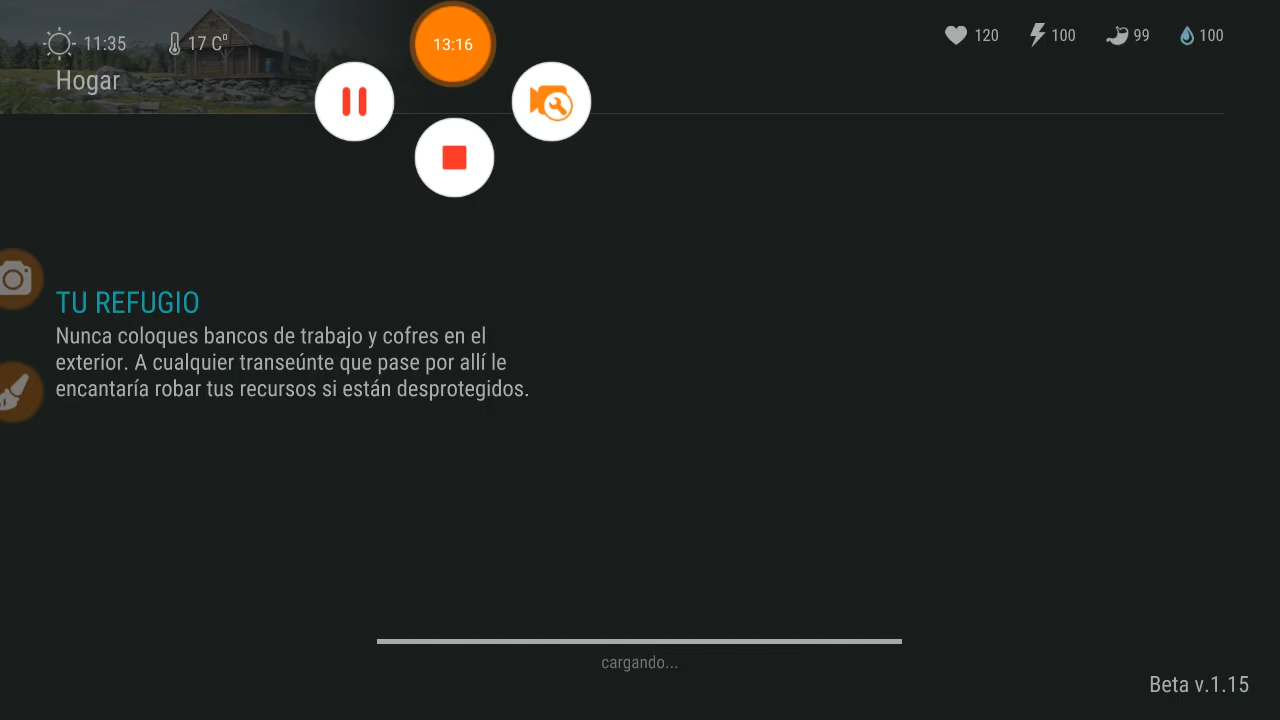 11:35
17 Cº
13:16
120
100
99
100
Hogar
TU REFUGIO
Nunca coloques bancos de trabajo y cofres en el
exterior. A cualquier transeúnte que pase por allí le
encantaría robar tus recursos si están desprotegidos.
cargando...
Beta v.1.15